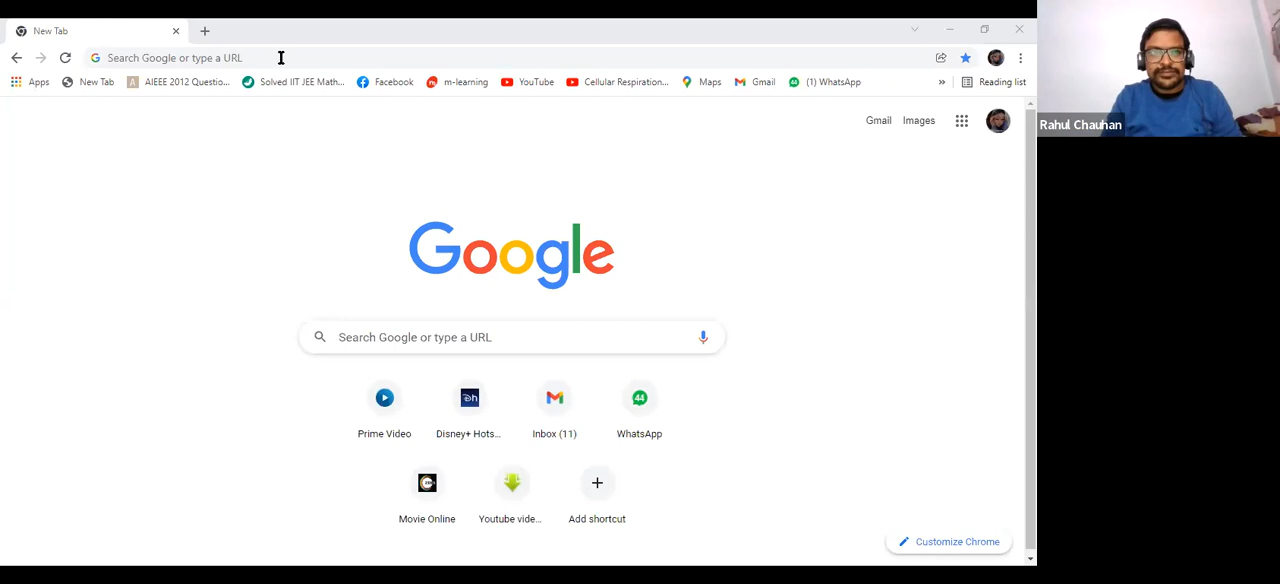 New Tab
Search Google or type a URL
Apps New Tab AIEEE 2012 Questio... Solved IIT JEE Math... Facebook m-learning YouTube Cellular Respiration... Maps Gmail (1) WhatsApp » Reading list
Gmail Images
Rahul Chauhan
Google
Search Google or type a URL
Prime Video Disney+ Hots... Inbox (11) WhatsApp
Movie Online Youtube vide... Add shortcut
Customize Chrome